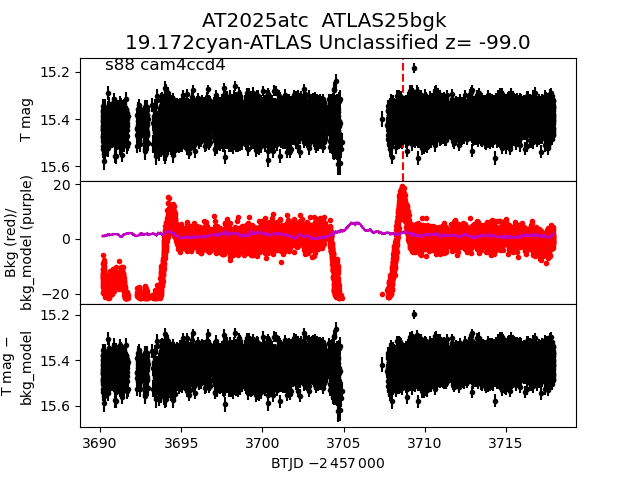 AT2025atc ATLAS25bgk
19.172cyan-ATLAS Unclassified z= -99.0
s88 cam4ccd4
15.2
15.4
15.6
T mag
20
0
−20
Bkg (red)/
bkg_model (purple)
15.2
15.4
15.6
T mag −
bkg_model
3690 3695 3700 3705 3710 3715
BTJD −2 457 000